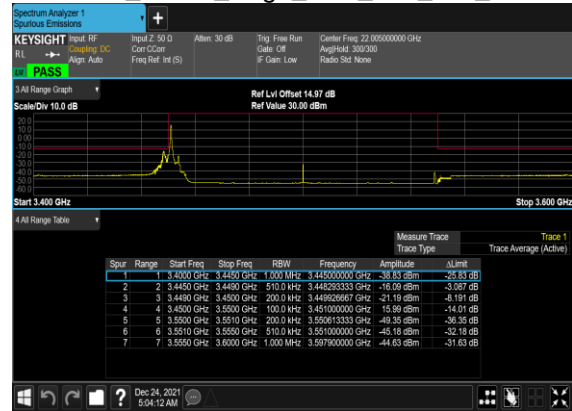 Spectrum Analyzer 1
Spurious Emissions
+
KEYSIGHT Input: RF Input Z: 50 Ω Atten: 30 dB Trig: Free Run Center Freq: 22.005000000 GHz
RL Coupling: DC Corr CCorr Gate: Off Avg|Hold: 300/300
Align: Auto Freq Ref: Int (S) IF Gain: Low Radio Std: None
PASS
3 All Range Graph
Ref Lvl Offset 14.97 dB
Scale/Div 10.0 dB Ref Value 30.00 dBm
20.0
10.0
0.00
-10.0
-20.0
-30.0
-40.0
-50.0
-60.0
Start 3.400 GHz Stop 3.600 GHz
4 All Range Table
Measure Trace Trace 1
Trace Type Trace Average (Active)
Spur Range Start Freq Stop Freq RBW Frequency Amplitude ΔLimit
1 1 3.4000 GHz 3.4450 GHz 1.000 MHz 3.445000000 GHz -38.83 dBm -25.83 dB
2 2 3.4450 GHz 3.4490 GHz 510.0 kHz 3.448293333 GHz -16.09 dBm -3.087 dB
3 3 3.4490 GHz 3.4500 GHz 200.0 kHz 3.449926667 GHz -21.19 dBm -8.191 dB
4 4 3.4500 GHz 3.5500 GHz 100.0 kHz 3.451000000 GHz 15.99 dBm -14.01 dB
5 5 3.5500 GHz 3.5510 GHz 200.0 kHz 3.550613333 GHz -49.35 dBm -36.35 dB
6 6 3.5510 GHz 3.5550 GHz 510.0 kHz 3.551000000 GHz -45.18 dBm -32.18 dB
7 7 3.5550 GHz 3.6000 GHz 1.000 MHz 3.597900000 GHz -44.63 dBm -31.63 dB
? Dec 24, 2021
5:04:12 AM